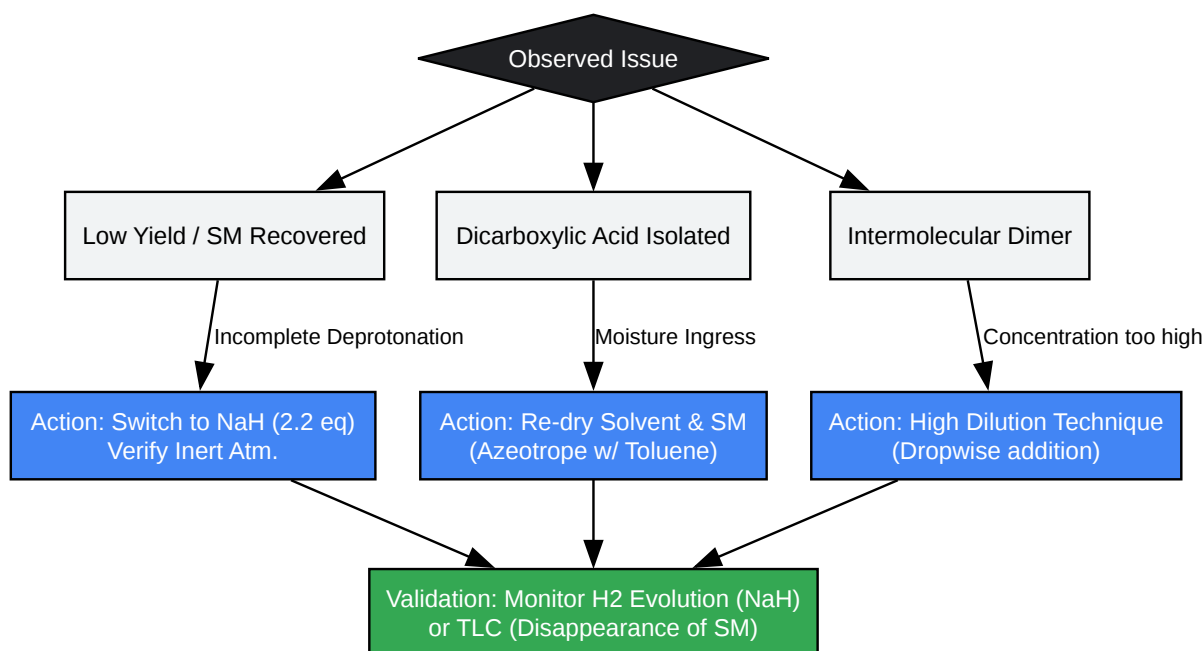 Observed Issue
Low Yield / SM Recovered
Dicarboxylic Acid Isolated
Intermolecular Dimer
Incomplete Deprotonation
Moisture Ingress
Concentration too high
Action: Switch to NaH (2.2 eq)
Verify Inert Atm.
Action: Re-dry Solvent & SM
(Azeotrope w/ Toluene)
Action: High Dilution Technique
(Dropwise addition)
Validation: Monitor H2 Evolution (NaH)
or TLC (Disappearance of SM)